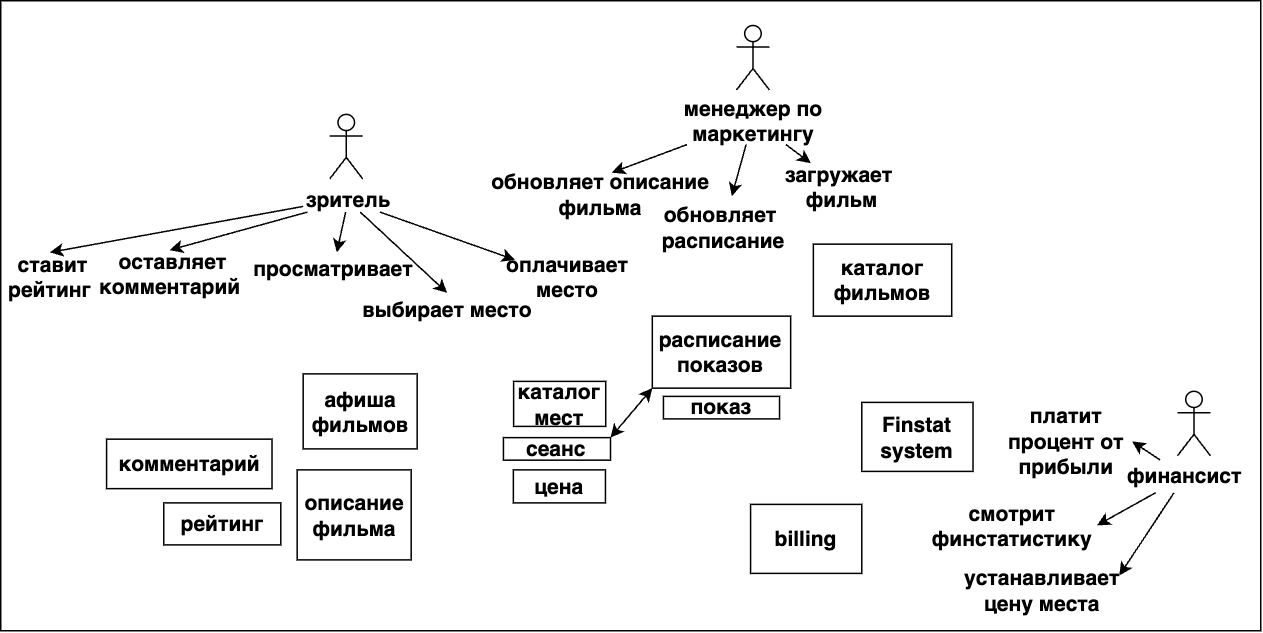 менеджер по
маркетингу
обновляет описание
фильма
обновляет
расписание
загружает
фильм
зритель
ставит
рейтинг
оставляет
комментарий
просматривает
выбирает место
оплачивает
место
каталог
фильмов
расписание
показов
показ
афиша
фильмов
каталог
мест
сеанс
цена
комментарий
рейтинг
описание
фильма
Finstat
system
billing
платит
процент от
прибыли
финансист
смотрит
финстатистику
устанавливает
цену места